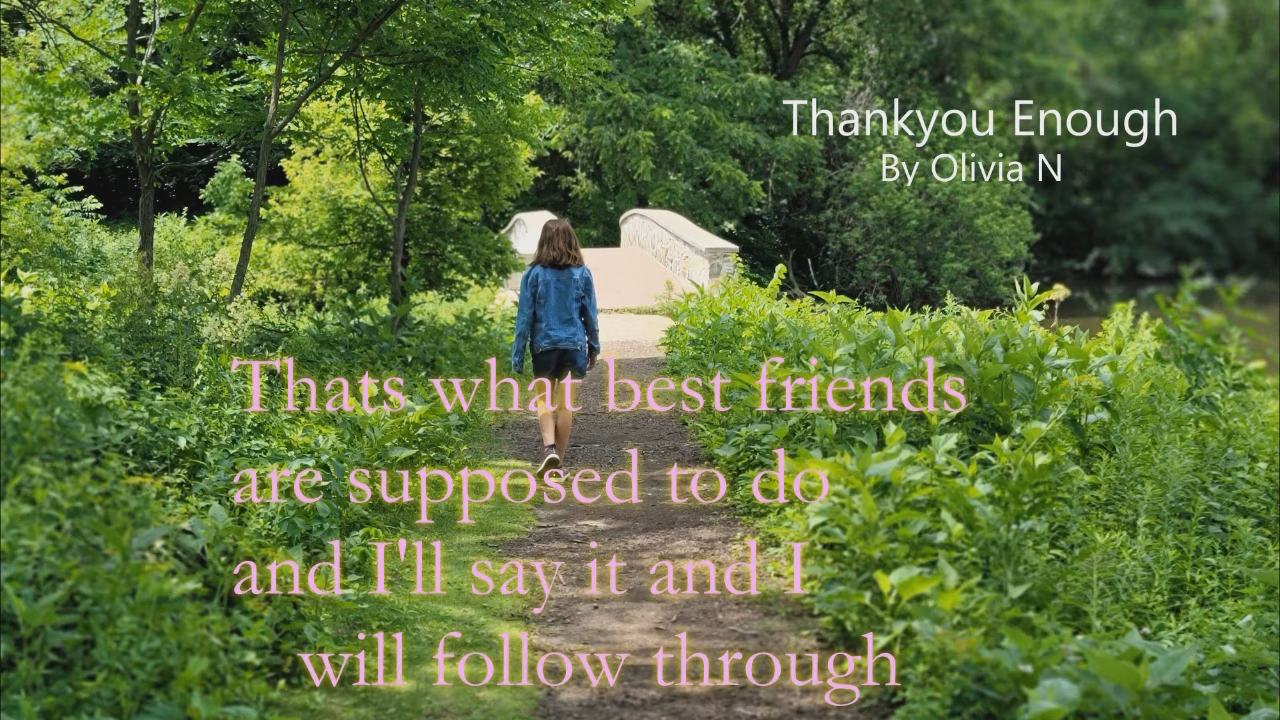 Thankyou Enough
By Olivia N
Thats what best friends
are supposed to do
and I'll say it and I
will follow through